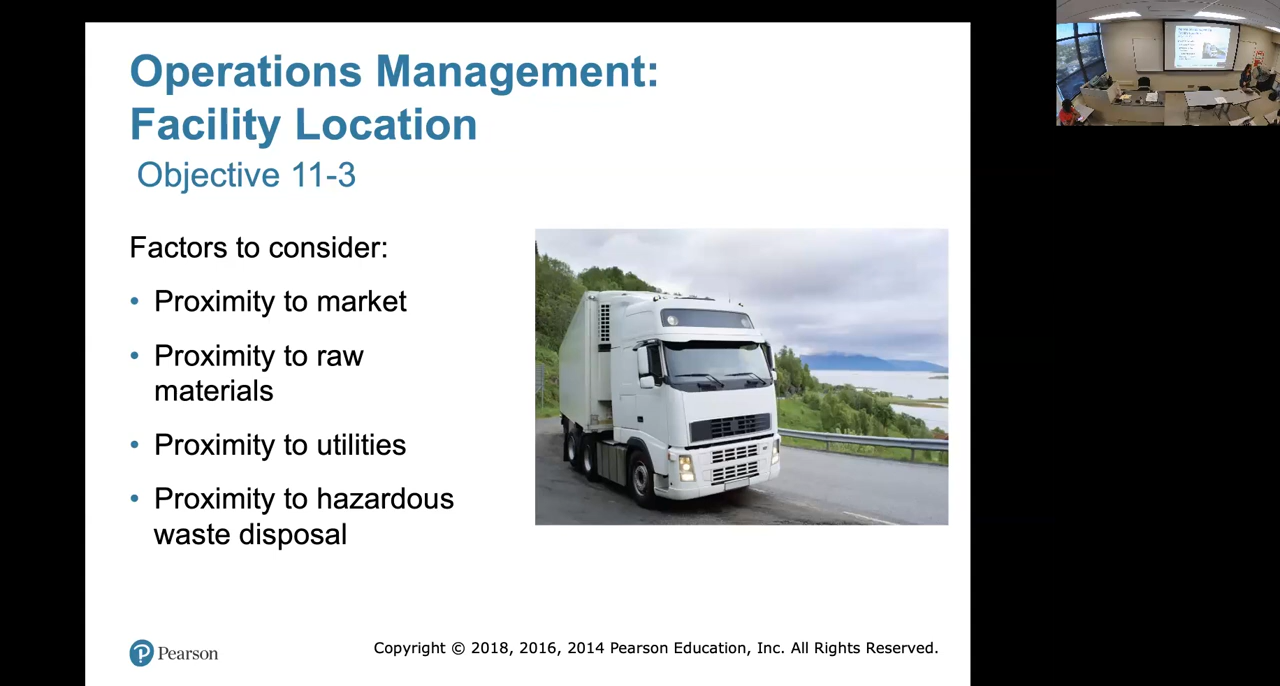 Operations Management:
Facility Location
Objective 11-3
Factors to consider:
• Proximity to market
• Proximity to raw
materials
• Proximity to utilities
• Proximity to hazardous
waste disposal
Pearson
Copyright © 2018, 2016, 2014 Pearson Education, Inc. All Rights Reserved.